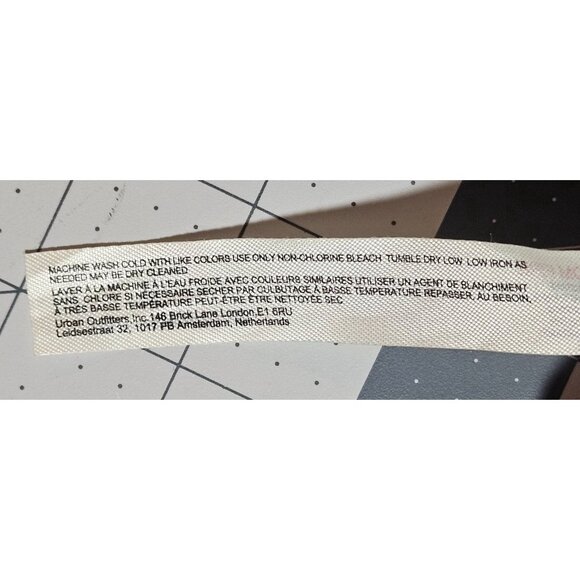 MACHINE WASH COLD WITH LIKE COLORS USE ONLY NON-CHLORINE BLEACH TUMBLE DRY LOW LOW IRON AS
NEEDED MAY BE DRY CLEANED
LAVER À LA MACHINE À L'EAU FROIDE AVEC COULEURS SIMILAIRES UTILISER UN AGENT DE BLANCHIMENT
SANS CHLORE SI NÉCESSAIRE SÉCHER PAR CULBUTAGE À BASSE TEMPÉRATURE REPASSER, AU BESOIN,
À TRÈS BASSE TEMPÉRATURE PEUT-ÊTRE ÊTRE NETTOYÉE SEC
Urban Outfitters,Inc.146 Brick Lane London,E1 6RU
Leidsestraat 32, 1017 PB Amsterdam, Netherlands